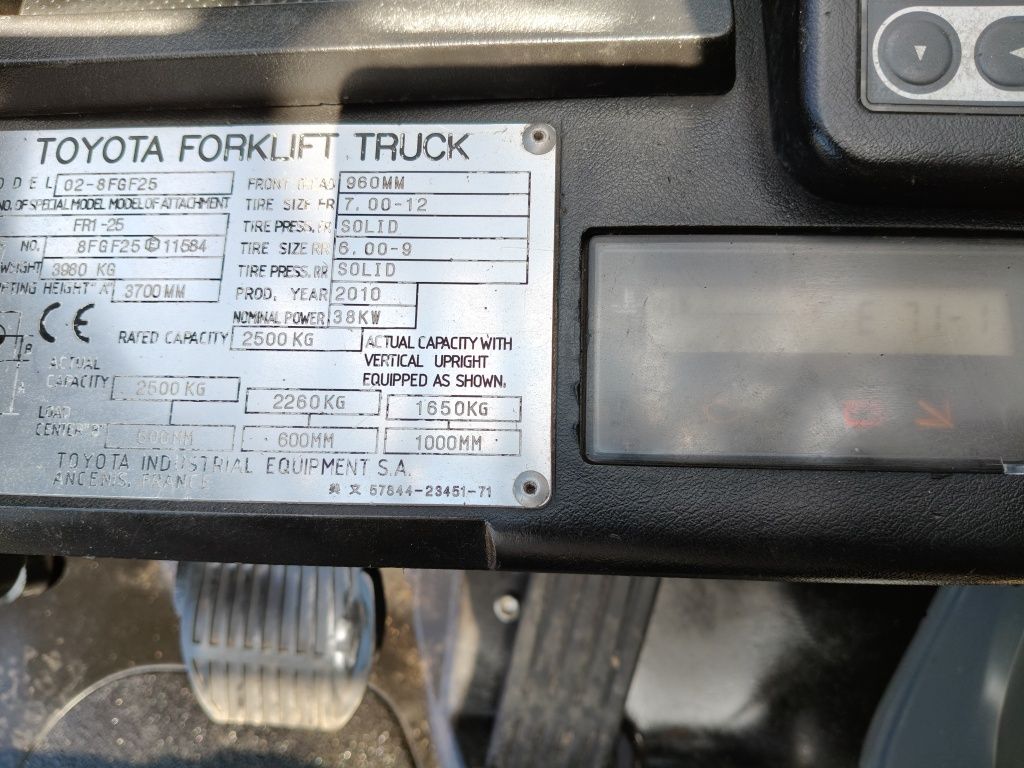 TOYOTA FORKLIFT TRUCK
ODEL 02-8FGF25
NO. OF SPECIAL MODEL MODEL OF ATTACHMENT
FR1-25
NO. 8FGF25 Ⓔ 11584
3980 KG
HEIGHT"A" 3700MM
FRONT 960MM
TIRE SIZE FR 7.00-12
TIRE PRESS. FR SOLID
TIRE SIZE RR 6.00-9
TIRE PRESS. RR SOLID
PROD. YEAR 2010
NOMINAL POWER 38KW
CE
RATED CAPACITY 2500KG
ACTUAL CAPACITY WITH
VERTICAL UPRIGHT
EQUIPPED AS SHOWN.
B
A
ACTUAL
CAPACITY 2500KG 2260KG 1650KG
LOAD
CENTER"B" 600MM 1000MM
TOYOTA INDUSTRIAL EQUIPMENT S.A.
ANCENIS, FRANCE
57844-23451-71